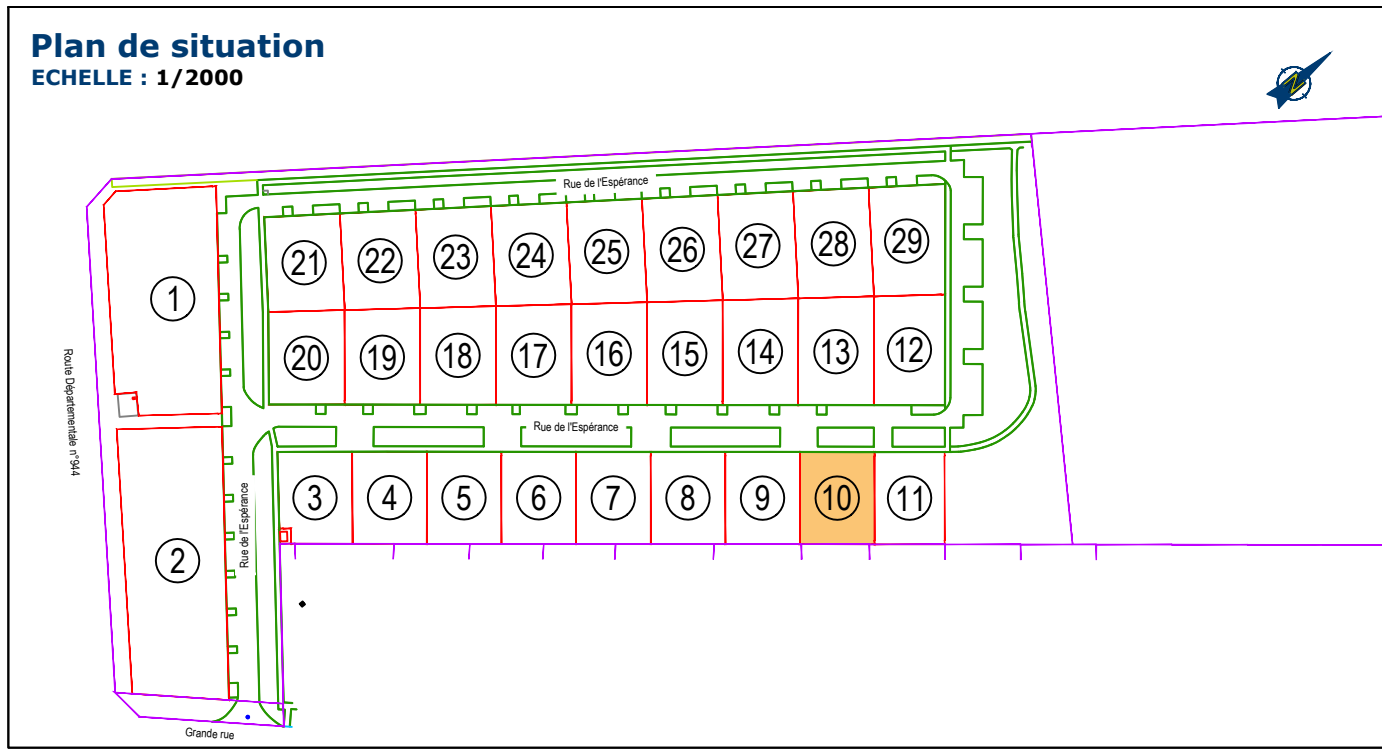 Plan de situation
ECHELLE : 1/2000
N
Rue de l'Espérance
21 22 23 24 25 26 27 28 29
1
20 19 18 17 16 15 14 13 12
Route Départementale n°944
Rue de l'Espérance
3 4 5 6 7 8 9 10 11
Rue de l'Espérance
2
Grande rue